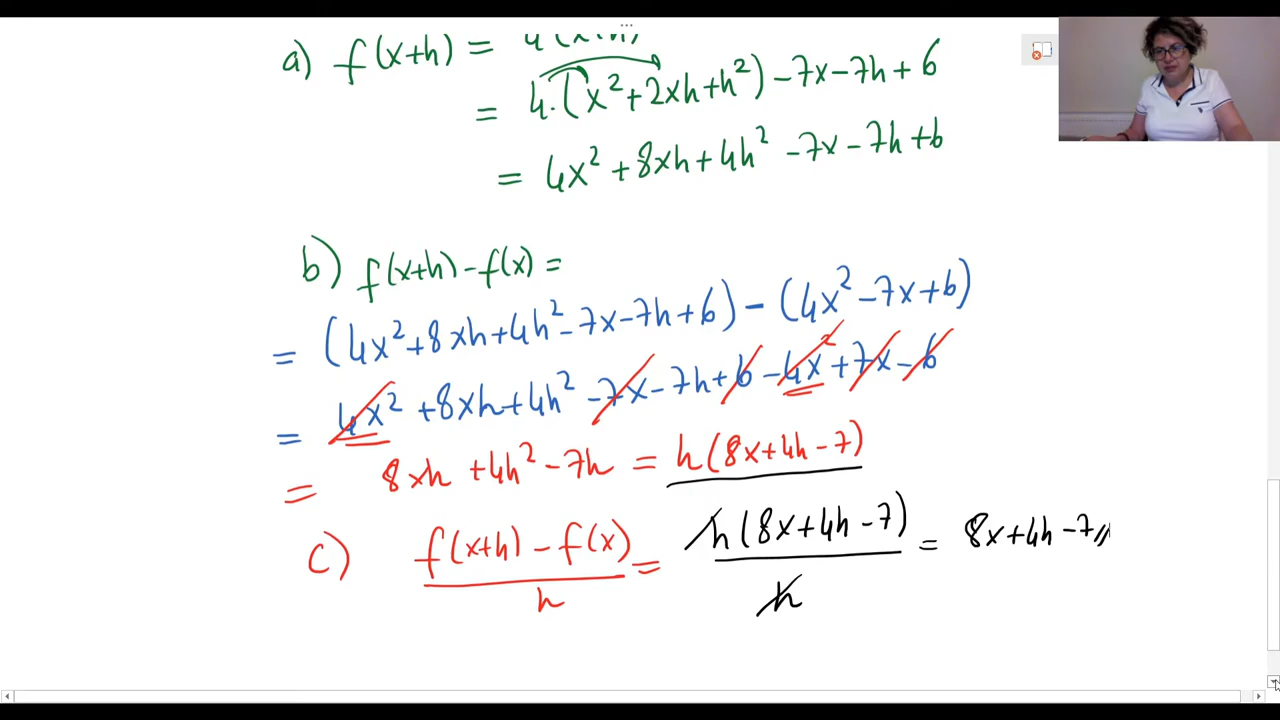 a) f(x+h) =
= 4.(x²+2xh+h²)-7x-7h+6
= 4x²+8xh+4h²-7x-7h+6
b) f(x+h)-f(x)=
= (4x²+8xh+4h²-7x-7h+6)-(4x²-7x+6)
= 4x²+8xh+4h²-7x-7h+6-4x²+7x-6
= 8xh+4h²-7h = h(8x+4h-7)
c) f(x+h)-f(x)/h = h(8x+4h-7)/h = 8x+4h-7//